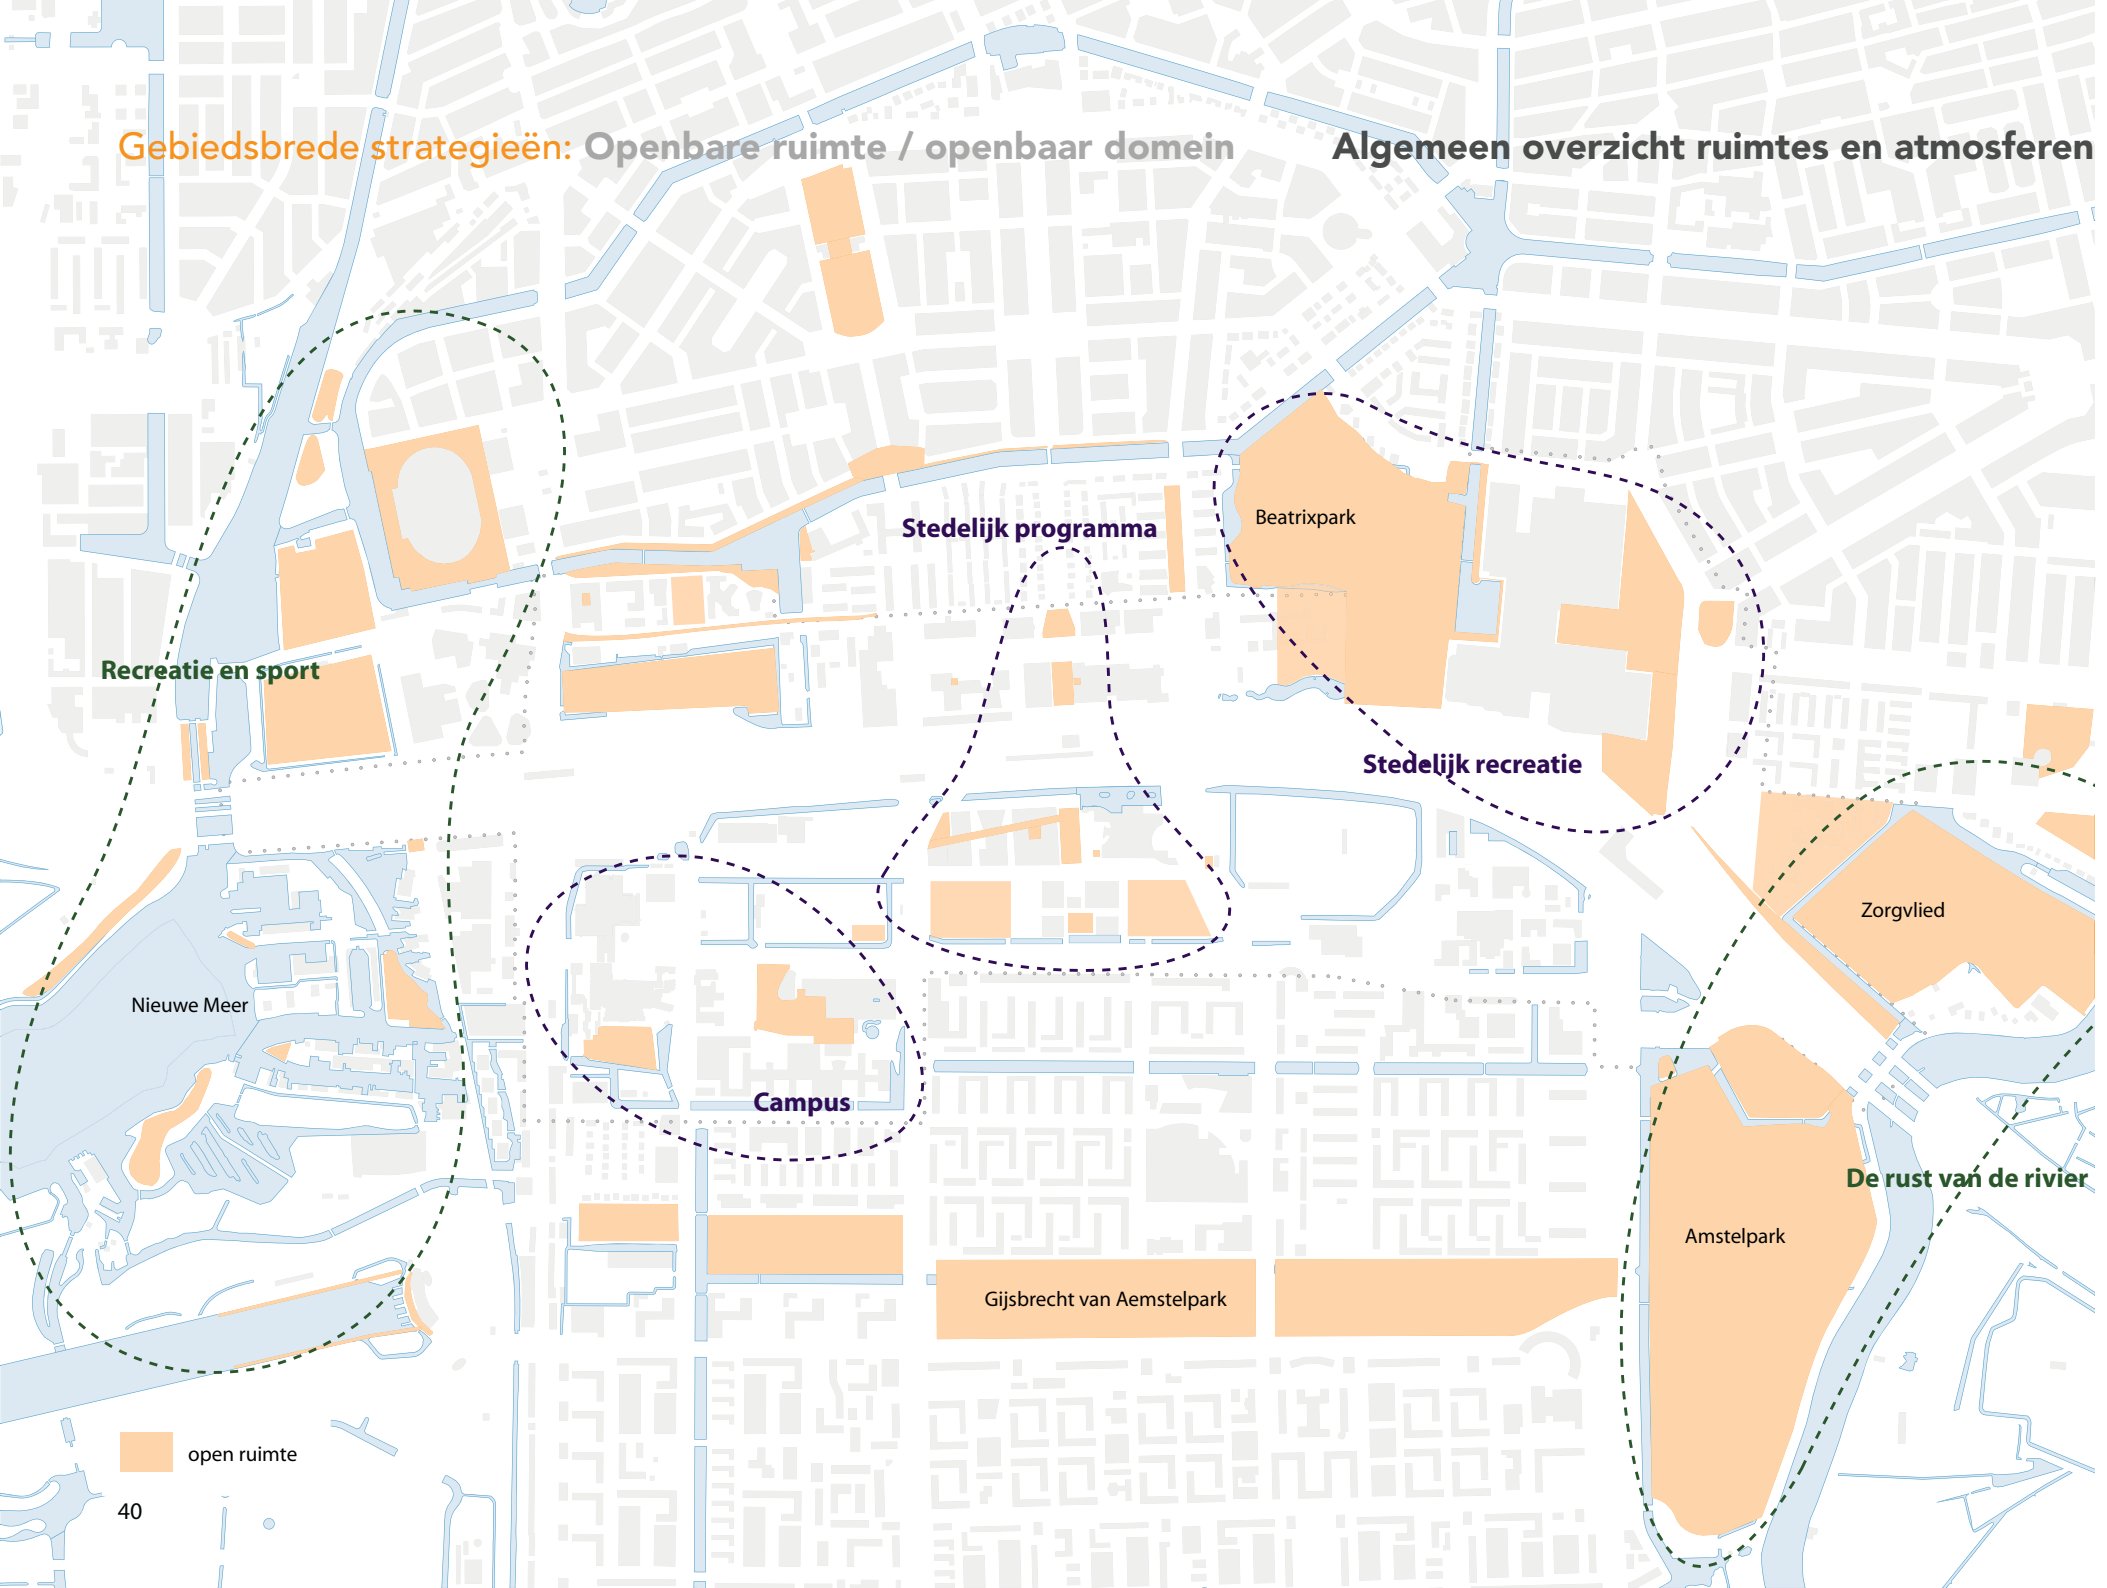 Gebiedsbrede strategieën: Openbare ruimte / openbaar domein
Algemeen overzicht ruimtes en atmosferen
Stedelijk programma
Beatrixpark
Recreatie en sport
Stedelijk recreatie
Zorgvlied
Nieuwe Meer
Campus
De rust van de rivier
Amstelpark
Gijsbrecht van Aemstelpark
open ruimte
40